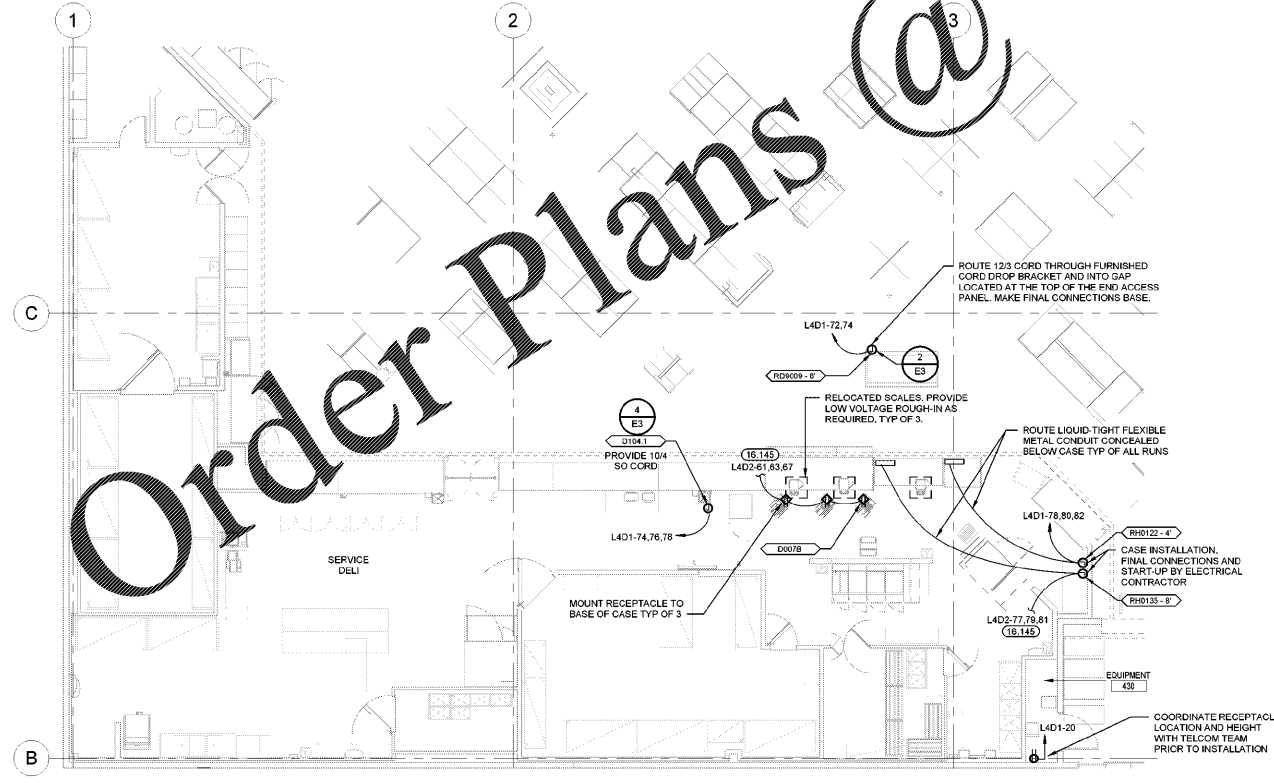 1
2
3
Order Plans @
ROUTE 12/3 CORD THROUGH FURNISHED
CORD DROP BRACKET AND INTO GAP
LOCATED AT THE TOP OF THE END ACCESS
PANEL. MAKE FINAL CONNECTIONS BASE.
C
L4D1-72,74
2
E3
RD9009 - 8'
RELOCATED SCALES. PROVIDE
LOW VOLTAGE ROUGH-IN AS
REQUIRED, TYP OF 3.
4
E3
D104.1
PROVIDE 10/4
SO CORD
16.145
L4D2-61,63,67
ROUTE LIQUID-TIGHT FLEXIBLE
METAL CONDUIT CONCEALED
BELOW CASE TYP OF ALL RUNS
L4D1-74,76,78
D007B
L4D1-78,80,82
RH0122 - 4'
CASE INSTALLATION,
FINAL CONNECTIONS AND
START-UP BY ELECTRICAL
CONTRACTOR
RH0135 - 8'
SERVICE
DELI
MOUNT RECEPTACLE TO
BASE OF CASE TYP OF 3
L4D2-77,79,81
16.145
EQUIPMENT
430
L4D1-20
COORDINATE RECEPTACL
LOCATION AND HEIGHT
WITH TELCOM TEAM
PRIOR TO INSTALLATION
B